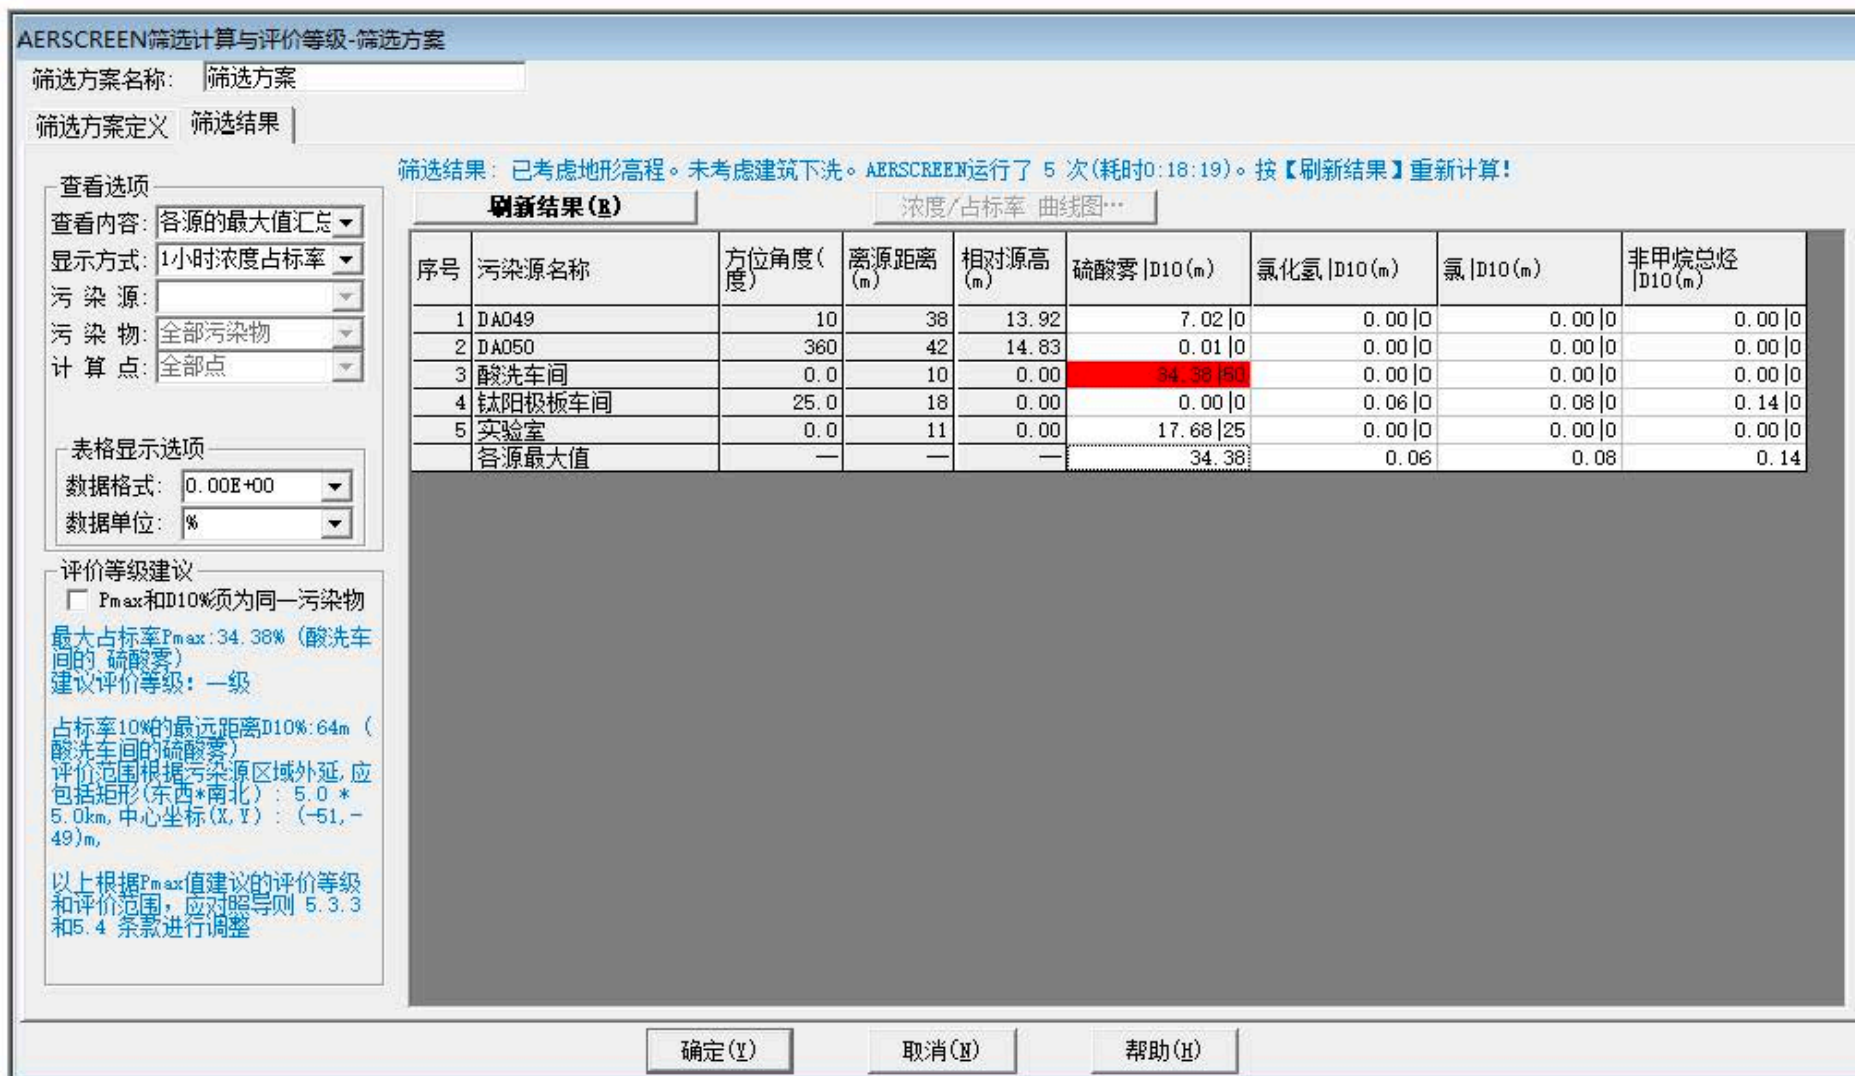 AERSCREEN筛选计算与评价等级-筛选方案
筛选方案名称: 筛选方案
筛选方案定义 筛选结果
筛选结果: 已考虑地形高程。未考虑建筑下洗。AERSCREEN运行了 5 次(耗时0:18:19)。按【刷新结果】重新计算!
刷新结果(R) 浓度/占标率 曲线图…
查看选项
查看内容: 各源的最大值汇总
显示方式: 1小时浓度占标率
污 染 源:
污 染 物: 全部污染物
计 算 点: 全部点
表格显示选项
数据格式: 0.00E+00
数据单位: %
评价等级建议
Pmax和D10%须为同一污染物
最大占标率Pmax:34.38% (酸洗车
间的 硫酸雾)
建议评价等级: 一级
占标率10%的最远距离D10%:64m (
酸洗车间的硫酸雾)
评价范围根据污染源区域外延,应
包括矩形(东西*南北) : 5.0 *
5.0km,中心坐标(X,Y) : (-51,-
49)m,
以上根据Pmax值建议的评价等级
和评价范围,应对照导则 5.3.3
和5.4 条款进行调整
序号 污染源名称 方位角度(度) 离源距离(m) 相对源高(m) 硫酸雾|D10(m) 氯化氢|D10(m) 氯|D10(m) 非甲烷总烃|D10(m)
1 DA049 10 38 13.92 7.02|0 0.00|0 0.00|0 0.00|0
2 DA050 360 42 14.83 0.01|0 0.00|0 0.00|0 0.00|0
3 酸洗车间 0.0 10 0.00 34.38|50 0.00|0 0.00|0 0.00|0
4 钛阳极板车间 25.0 18 0.00 0.00|0 0.06|0 0.08|0 0.14|0
5 实验室 0.0 11 0.00 17.68|25 0.00|0 0.00|0 0.00|0
各源最大值 — — — 34.38 0.06 0.08 0.14
确定(Y) 取消(N) 帮助(H)